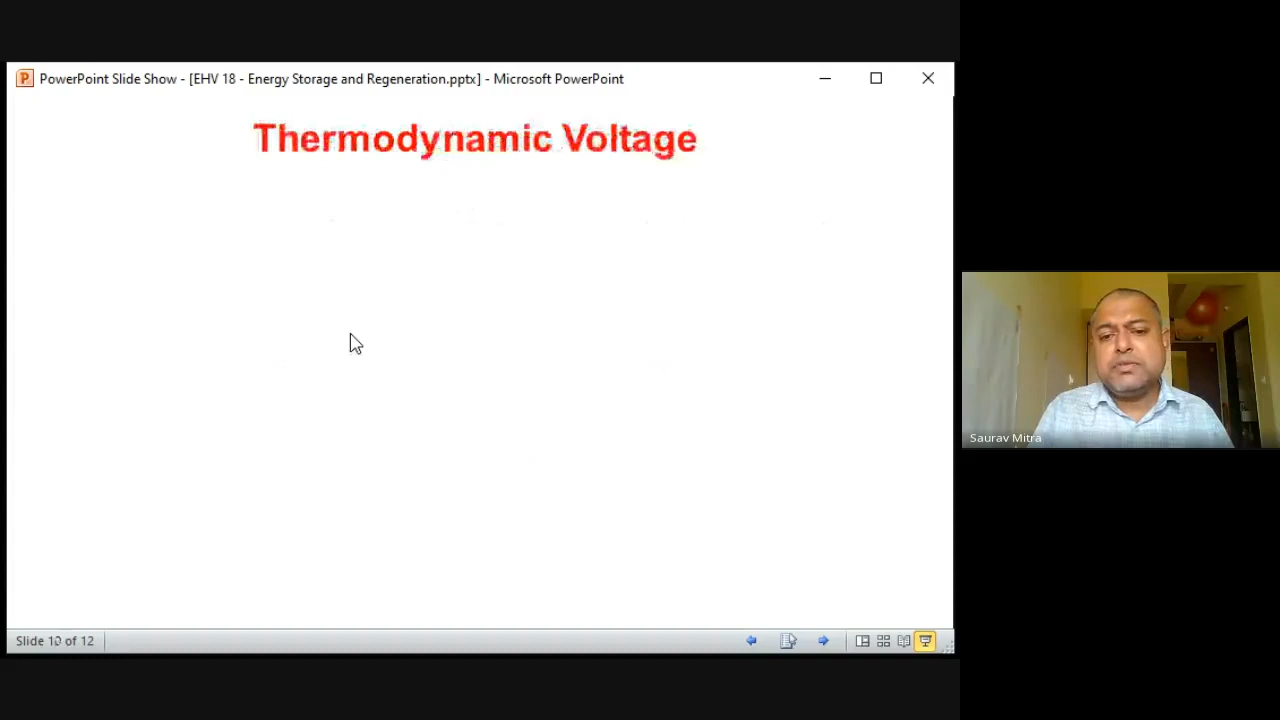 PowerPoint Slide Show - [EHV 18 - Energy Storage and Regeneration.pptx] - Microsoft PowerPoint
Thermodynamic Voltage
Saurav Mitra
Slide 10 of 12